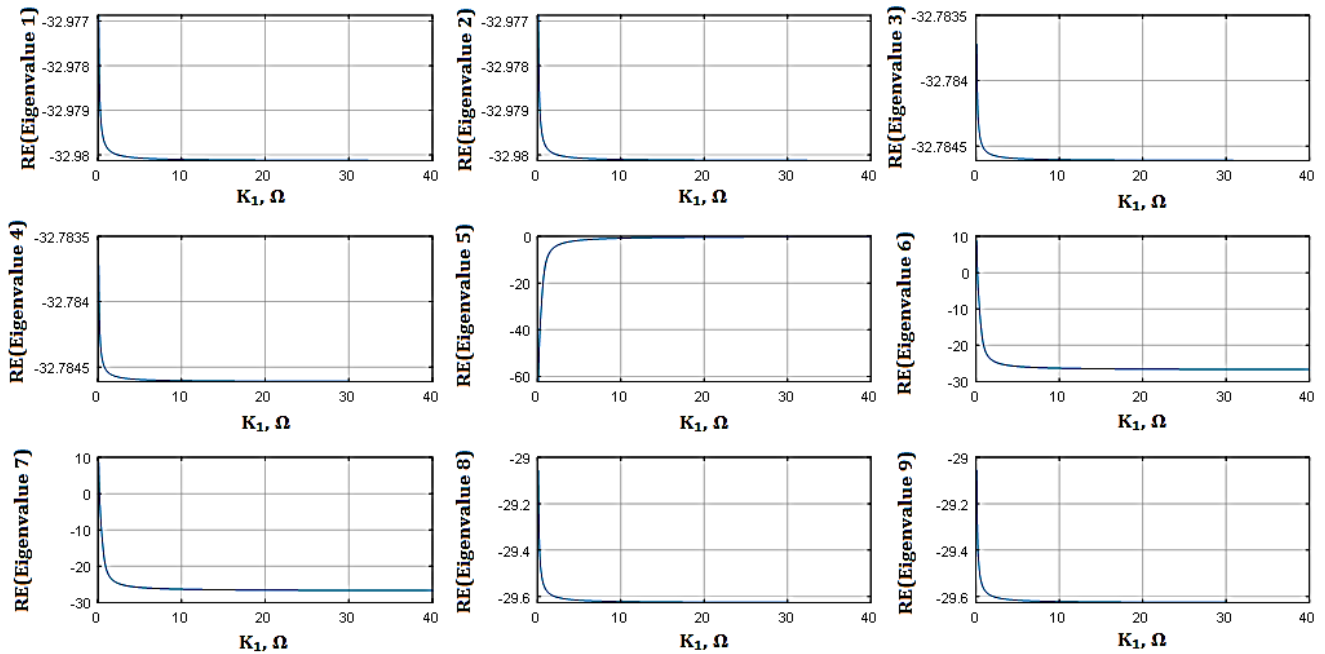 RE(Eigenvalue 1)
-32.977
-32.978
-32.979
-32.98
0 10 20 30 40
K₁, Ω
RE(Eigenvalue 2)
-32.977
-32.978
-32.979
-32.98
0 10 20 30 40
K₁, Ω
RE(Eigenvalue 3)
-32.7835
-32.784
-32.7845
0 10 20 30 40
K₁, Ω
RE(Eigenvalue 4)
-32.7835
-32.784
-32.7845
0 10 20 30 40
K₁, Ω
RE(Eigenvalue 5)
0
-20
-40
-60
0 10 20 30 40
K₁, Ω
RE(Eigenvalue 6)
10
0
-10
-20
-30
0 10 20 30 40
K₁, Ω
RE(Eigenvalue 7)
10
0
-10
-20
-30
0 10 20 30 40
K₁, Ω
RE(Eigenvalue 8)
-29
-29.2
-29.4
-29.6
0 10 20 30 40
K₁, Ω
RE(Eigenvalue 9)
-29
-29.2
-29.4
-29.6
0 10 20 30 40
K₁, Ω